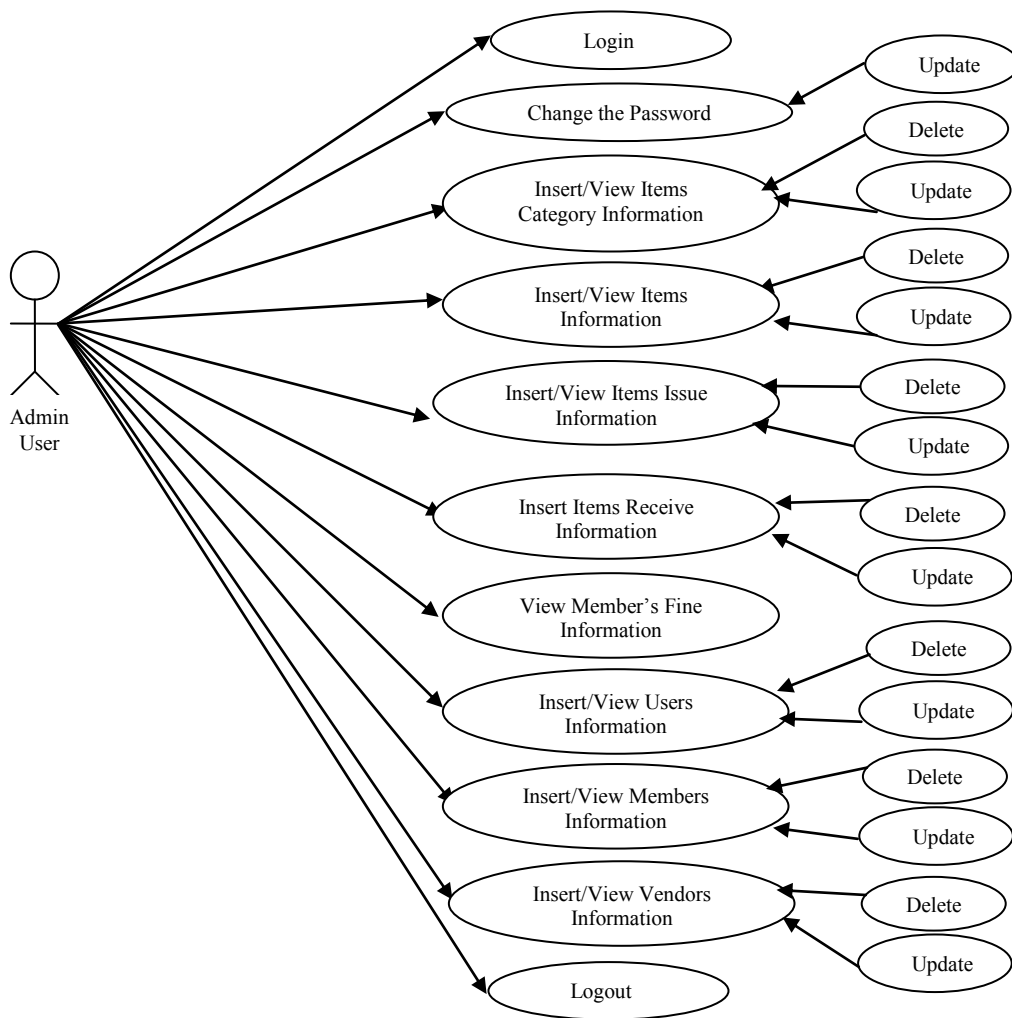 Login
Update
Change the Password
Delete
Insert/View Items
Category Information
Update
Delete
Insert/View Items
Information
Update
Admin
User
Delete
Insert/View Items Issue
Information
Update
Delete
Insert Items Receive
Information
Update
View Member’s Fine
Information
Delete
Insert/View Users
Information
Update
Delete
Insert/View Members
Information
Update
Delete
Insert/View Vendors
Information
Update
Logout